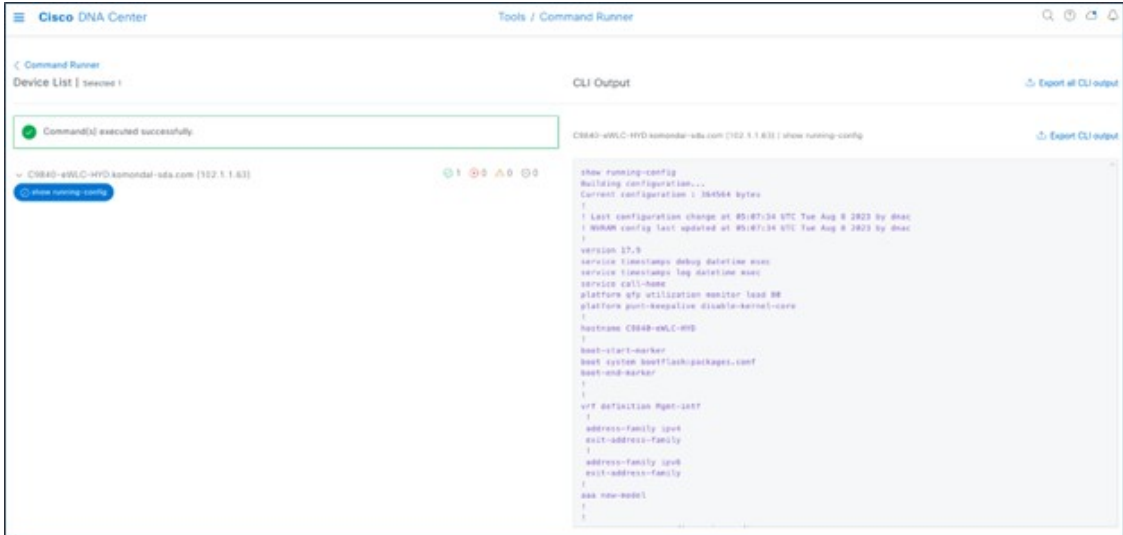 Cisco DNA Center
Tools / Command Runner
Command Runner
Device List | Selected 1
CLI Output
Export all CLI output
Command(s) executed successfully.
C9840-eWLC-HYD.komondal-sda.com (102.1.1.63) | show running-config
Export CLI output
C9840-eWLC-HYD.komondal-sda.com (102.1.1.63)
1 0 0 0
show running-config
show running-config
Building configuration...
Current configuration : 364564 bytes
!
! Last configuration change at 05:07:34 UTC Tue Aug 8 2023 by dnac
! NVRAM config last updated at 05:07:34 UTC Tue Aug 8 2023 by dnac
!
version 17.9
service timestamps debug datetime msec
service timestamps log datetime msec
service call-home
platform qfp utilization monitor load 80
platform punt-keepalive disable-kernel-core
!
hostname C9840-eWLC-HYD
!
boot-start-marker
boot system bootflash:packages.conf
boot-end-marker
!
!
vrf definition Mgmt-intf
!
address-family ipv4
exit-address-family
!
address-family ipv6
exit-address-family
!
aaa new-model
!
!